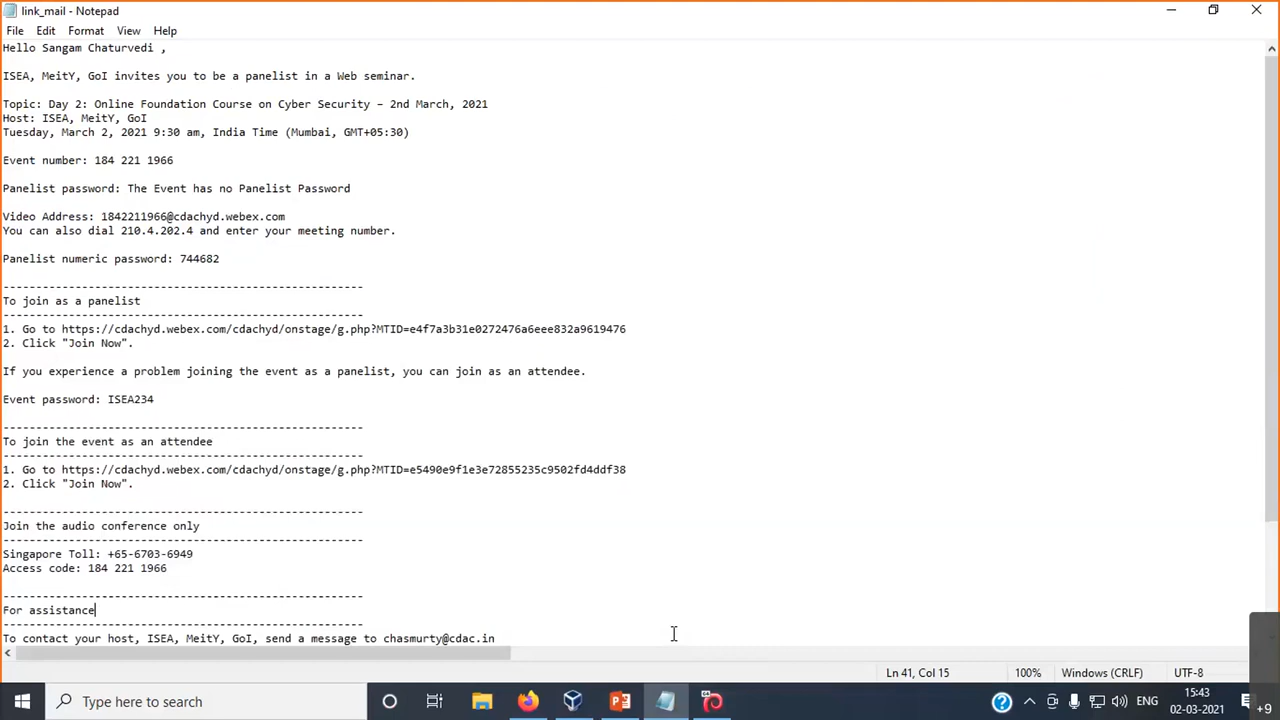 link_mail - Notepad
File Edit Format View Help
Hello Sangam Chaturvedi ,
ISEA, MeitY, GoI invites you to be a panelist in a Web seminar.
Topic: Day 2: Online Foundation Course on Cyber Security – 2nd March, 2021
Host: ISEA, MeitY, GoI
Tuesday, March 2, 2021 9:30 am, India Time (Mumbai, GMT+05:30)
Event number: 184 221 1966
Panelist password: The Event has no Panelist Password
Video Address: 1842211966@cdachyd.webex.com
You can also dial 210.4.202.4 and enter your meeting number.
Panelist numeric password: 744682
-------------------------------------------------------
To join as a panelist
-------------------------------------------------------
1. Go to https://cdachyd.webex.com/cdachyd/onstage/g.php?MTID=e4f7a3b31e0272476a6eee832a9619476
2. Click "Join Now".
If you experience a problem joining the event as a panelist, you can join as an attendee.
Event password: ISEA234
-------------------------------------------------------
To join the event as an attendee
-------------------------------------------------------
1. Go to https://cdachyd.webex.com/cdachyd/onstage/g.php?MTID=e5490e9f1e3e72855235c9502fd4ddf38
2. Click "Join Now".
-------------------------------------------------------
Join the audio conference only
-------------------------------------------------------
Singapore Toll: +65-6703-6949
Access code: 184 221 1966
-------------------------------------------------------
For assistance
-------------------------------------------------------
To contact your host, ISEA, MeitY, GoI, send a message to chasmurty@cdac.in
Ln 41, Col 15 100% Windows (CRLF) UTF-8
Type here to search
ENG
15:43
02-03-2021
+9